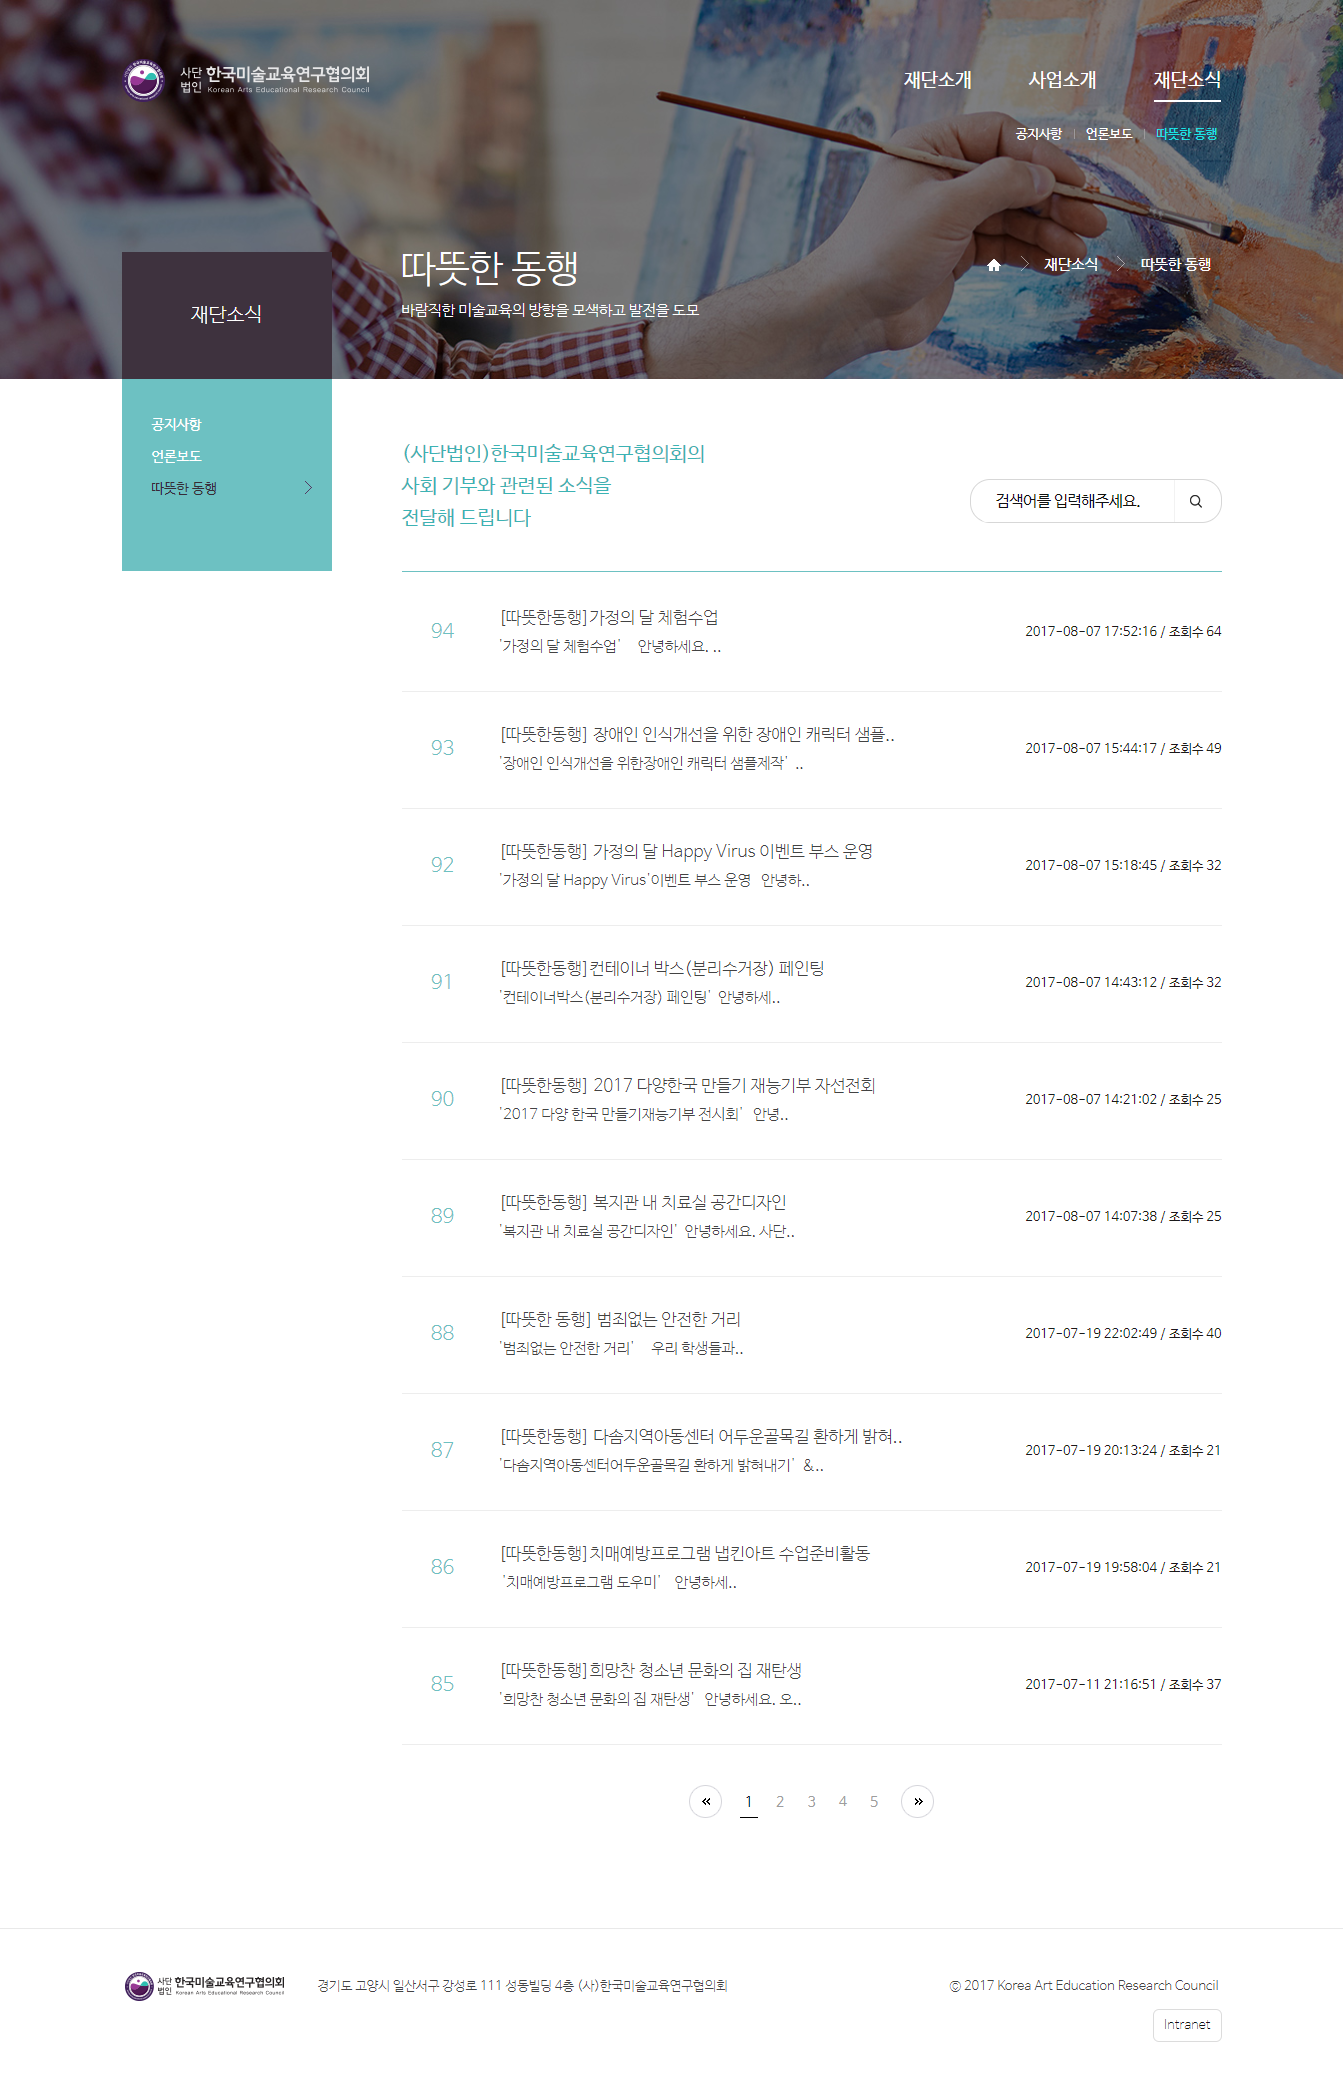 사단
법인
한국미술교육연구협의회
Korean Arts Educational Research Council
재단소개
사업소개
재단소식
공지사항
언론보도
따뜻한 동행
재단소식
따뜻한 동행
바람직한 미술교육의 방향을 모색하고 발전을 도모
재단소식
따뜻한 동행
공지사항
언론보도
따뜻한 동행
(사단법인)한국미술교육연구협의회의
사회 기부와 관련된 소식을
전달해 드립니다
검색어를 입력해주세요.
94
[따뜻한동행]가정의 달 체험수업
'가정의 달 체험수업' 안녕하세요. ..
2017-08-07 17:52:16 / 조회수 64
93
[따뜻한동행] 장애인 인식개선을 위한 장애인 캐릭터 샘플..
'장애인 인식개선을 위한장애인 캐릭터 샘플제작' ..
2017-08-07 15:44:17 / 조회수 49
92
[따뜻한동행] 가정의 달 Happy Virus 이벤트 부스 운영
'가정의 달 Happy Virus'이벤트 부스 운영 안녕하..
2017-08-07 15:18:45 / 조회수 32
91
[따뜻한동행]컨테이너 박스(분리수거장) 페인팅
'컨테이너박스(분리수거장) 페인팅' 안녕하세..
2017-08-07 14:43:12 / 조회수 32
90
[따뜻한동행] 2017 다양한국 만들기 재능기부 자선전회
'2017 다양 한국 만들기재능기부 전시회' 안녕..
2017-08-07 14:21:02 / 조회수 25
89
[따뜻한동행] 복지관 내 치료실 공간디자인
'복지관 내 치료실 공간디자인' 안녕하세요. 사단..
2017-08-07 14:07:38 / 조회수 25
88
[따뜻한 동행] 범죄없는 안전한 거리
'범죄없는 안전한 거리' 우리 학생들과..
2017-07-19 22:02:49 / 조회수 40
87
[따뜻한동행] 다솜지역아동센터 어두운골목길 환하게 밝혀..
'다솜지역아동센터어두운골목길 환하게 밝혀내기' &..
2017-07-19 20:13:24 / 조회수 21
86
[따뜻한동행]치매예방프로그램 냅킨아트 수업준비활동
'치매예방프로그램 도우미' 안녕하세..
2017-07-19 19:58:04 / 조회수 21
85
[따뜻한동행]희망찬 청소년 문화의 집 재탄생
'희망찬 청소년 문화의 집 재탄생' 안녕하세요. 오..
2017-07-11 21:16:51 / 조회수 37
« 1 2 3 4 5 »
사단
법인
한국미술교육연구협의회
Korean Arts Educational Research Council
경기도 고양시 일산서구 강성로 111 성동빌딩 4층 (사)한국미술교육연구협의회
© 2017 Korea Art Education Research Council
Intranet